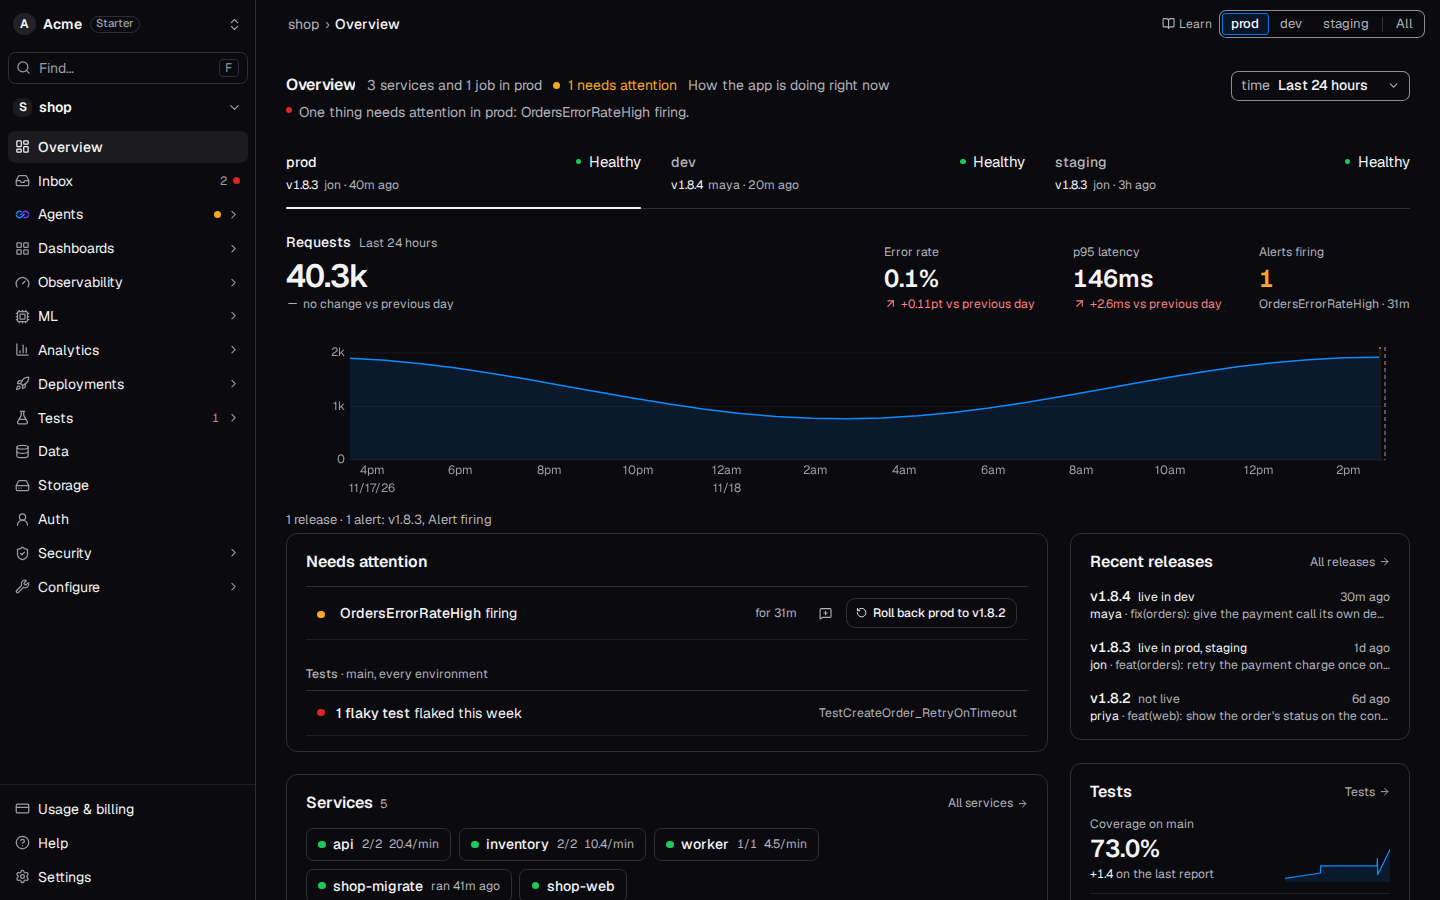 A Acme Starter
Find... F
S shop
Overview
Inbox 2
Agents
Dashboards
Observability
ML
Analytics
Deployments
Tests 1
Data
Storage
Auth
Security
Configure
Usage & billing
Help
Settings
shop › Overview
Learn prod dev staging All
Overview 3 services and 1 job in prod 1 needs attention How the app is doing right now
time Last 24 hours
One thing needs attention in prod: OrdersErrorRateHigh firing.
prod Healthy
v1.8.3 jon · 40m ago
dev Healthy
v1.8.4 maya · 20m ago
staging Healthy
v1.8.3 jon · 3h ago
Requests Last 24 hours
40.3k
— no change vs previous day
Error rate
0.1%
↗ +0.11pt vs previous day
p95 latency
146ms
↗ +2.6ms vs previous day
Alerts firing
1
OrdersErrorRateHigh · 31m
2k
1k
0
4pm 6pm 8pm 10pm 12am 2am 4am 6am 8am 10am 12pm 2pm
11/17/26 11/18
1 release · 1 alert: v1.8.3, Alert firing
Needs attention
OrdersErrorRateHigh firing for 31m Roll back prod to v1.8.2
Tests · main, every environment
1 flaky test flaked this week TestCreateOrder_RetryOnTimeout
Services 5 All services →
api 2/2 20.4/min
inventory 2/2 10.4/min
worker 1/1 4.5/min
shop-migrate ran 41m ago
shop-web
Recent releases All releases →
v1.8.4 live in dev 30m ago
maya · fix(orders): give the payment call its own de...
v1.8.3 live in prod, staging 1d ago
jon · feat(orders): retry the payment charge once on...
v1.8.2 not live 6d ago
priya · feat(web): show the order's status on the con...
Tests Tests →
Coverage on main
73.0%
+1.4 on the last report